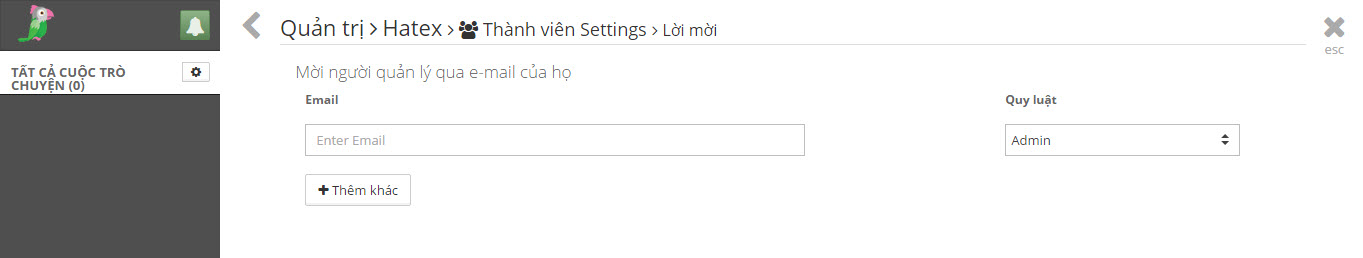 Quản trị > Hatex > Thành viên Settings > Lời mời
esc
TẤT CẢ CUỘC TRÒ
CHUYỆN (0)
Mời người quản lý qua e-mail của họ
Email
Quy luật
Enter Email
Admin
+ Thêm khác